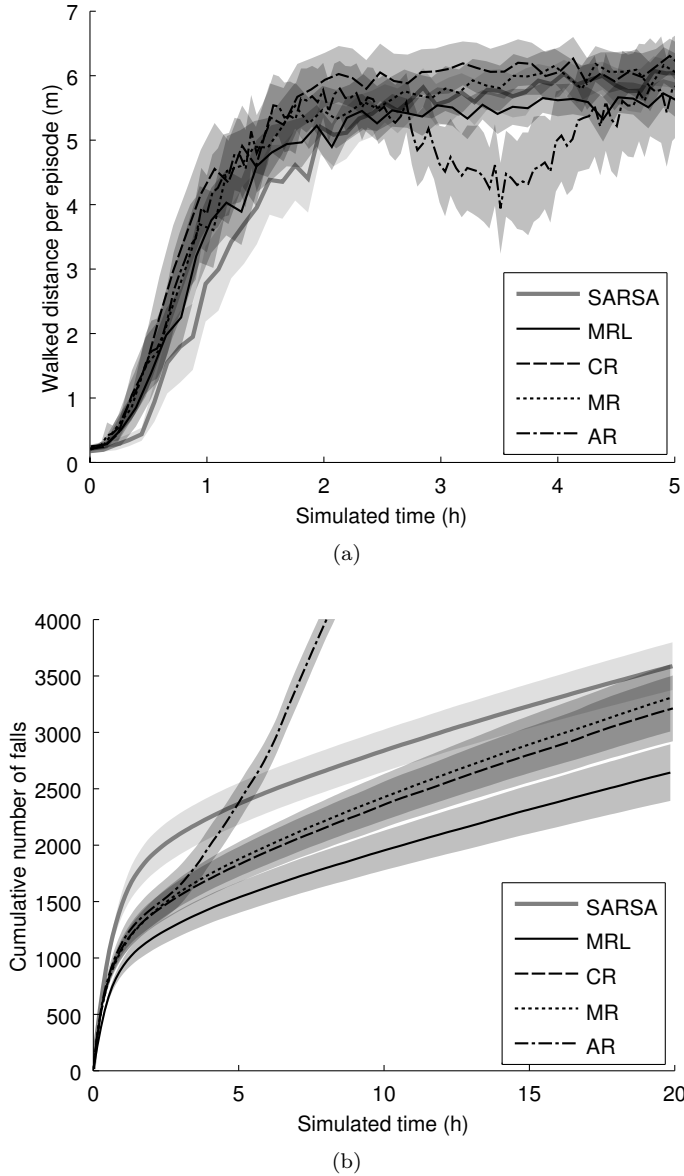 7
6
5
4
3
2
1
0
Walked distance per episode (m)
SARSA
MRL
CR
MR
AR
0 1 2 3 4 5
Simulated time (h)
(a)
4000
3500
3000
2500
2000
1500
1000
500
0
Cumulative number of falls
SARSA
MRL
CR
MR
AR
0 5 10 15 20
Simulated time (h)
(b)